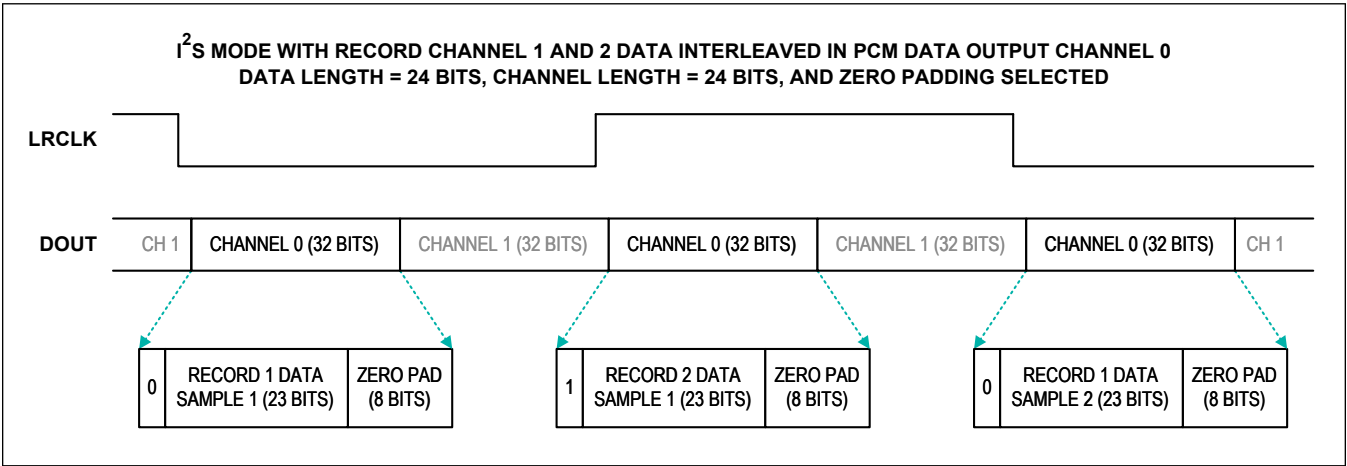 I²S MODE WITH RECORD CHANNEL 1 AND 2 DATA INTERLEAVED IN PCM DATA OUTPUT CHANNEL 0
DATA LENGTH = 24 BITS, CHANNEL LENGTH = 24 BITS, AND ZERO PADDING SELECTED
LRCLK
DOUT CH 1 CHANNEL 0 (32 BITS) CHANNEL 1 (32 BITS) CHANNEL 0 (32 BITS) CHANNEL 1 (32 BITS) CHANNEL 0 (32 BITS) CH 1
0 RECORD 1 DATA SAMPLE 1 (23 BITS) ZERO PAD (8 BITS)
1 RECORD 2 DATA SAMPLE 1 (23 BITS) ZERO PAD (8 BITS)
0 RECORD 1 DATA SAMPLE 2 (23 BITS) ZERO PAD (8 BITS)